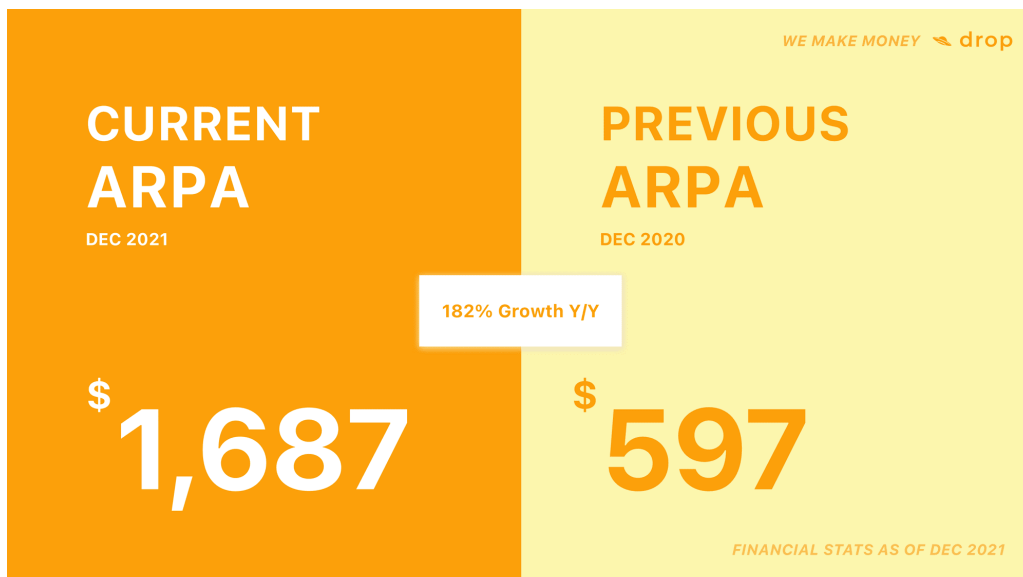 WE MAKE MONEY drop
CURRENT
ARPA
DEC 2021
$1,687
PREVIOUS
ARPA
DEC 2020
$597
182% Growth Y/Y
FINANCIAL STATS AS OF DEC 2021